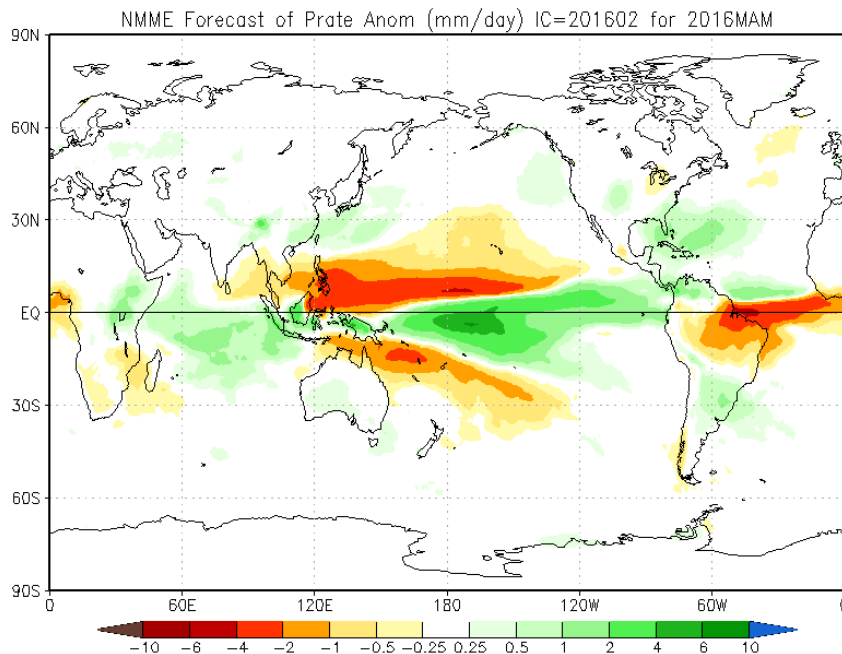 NMME Forecast of Prate Anom (mm/day) IC=201602 for 2016MAM
90N
60N
30N
EQ
30S
60S
90S
0 60E 120E 180 120W 60W 0
-10 -6 -4 -2 -1 -0.5 -0.25 0.25 0.5 1 2 4 6 10